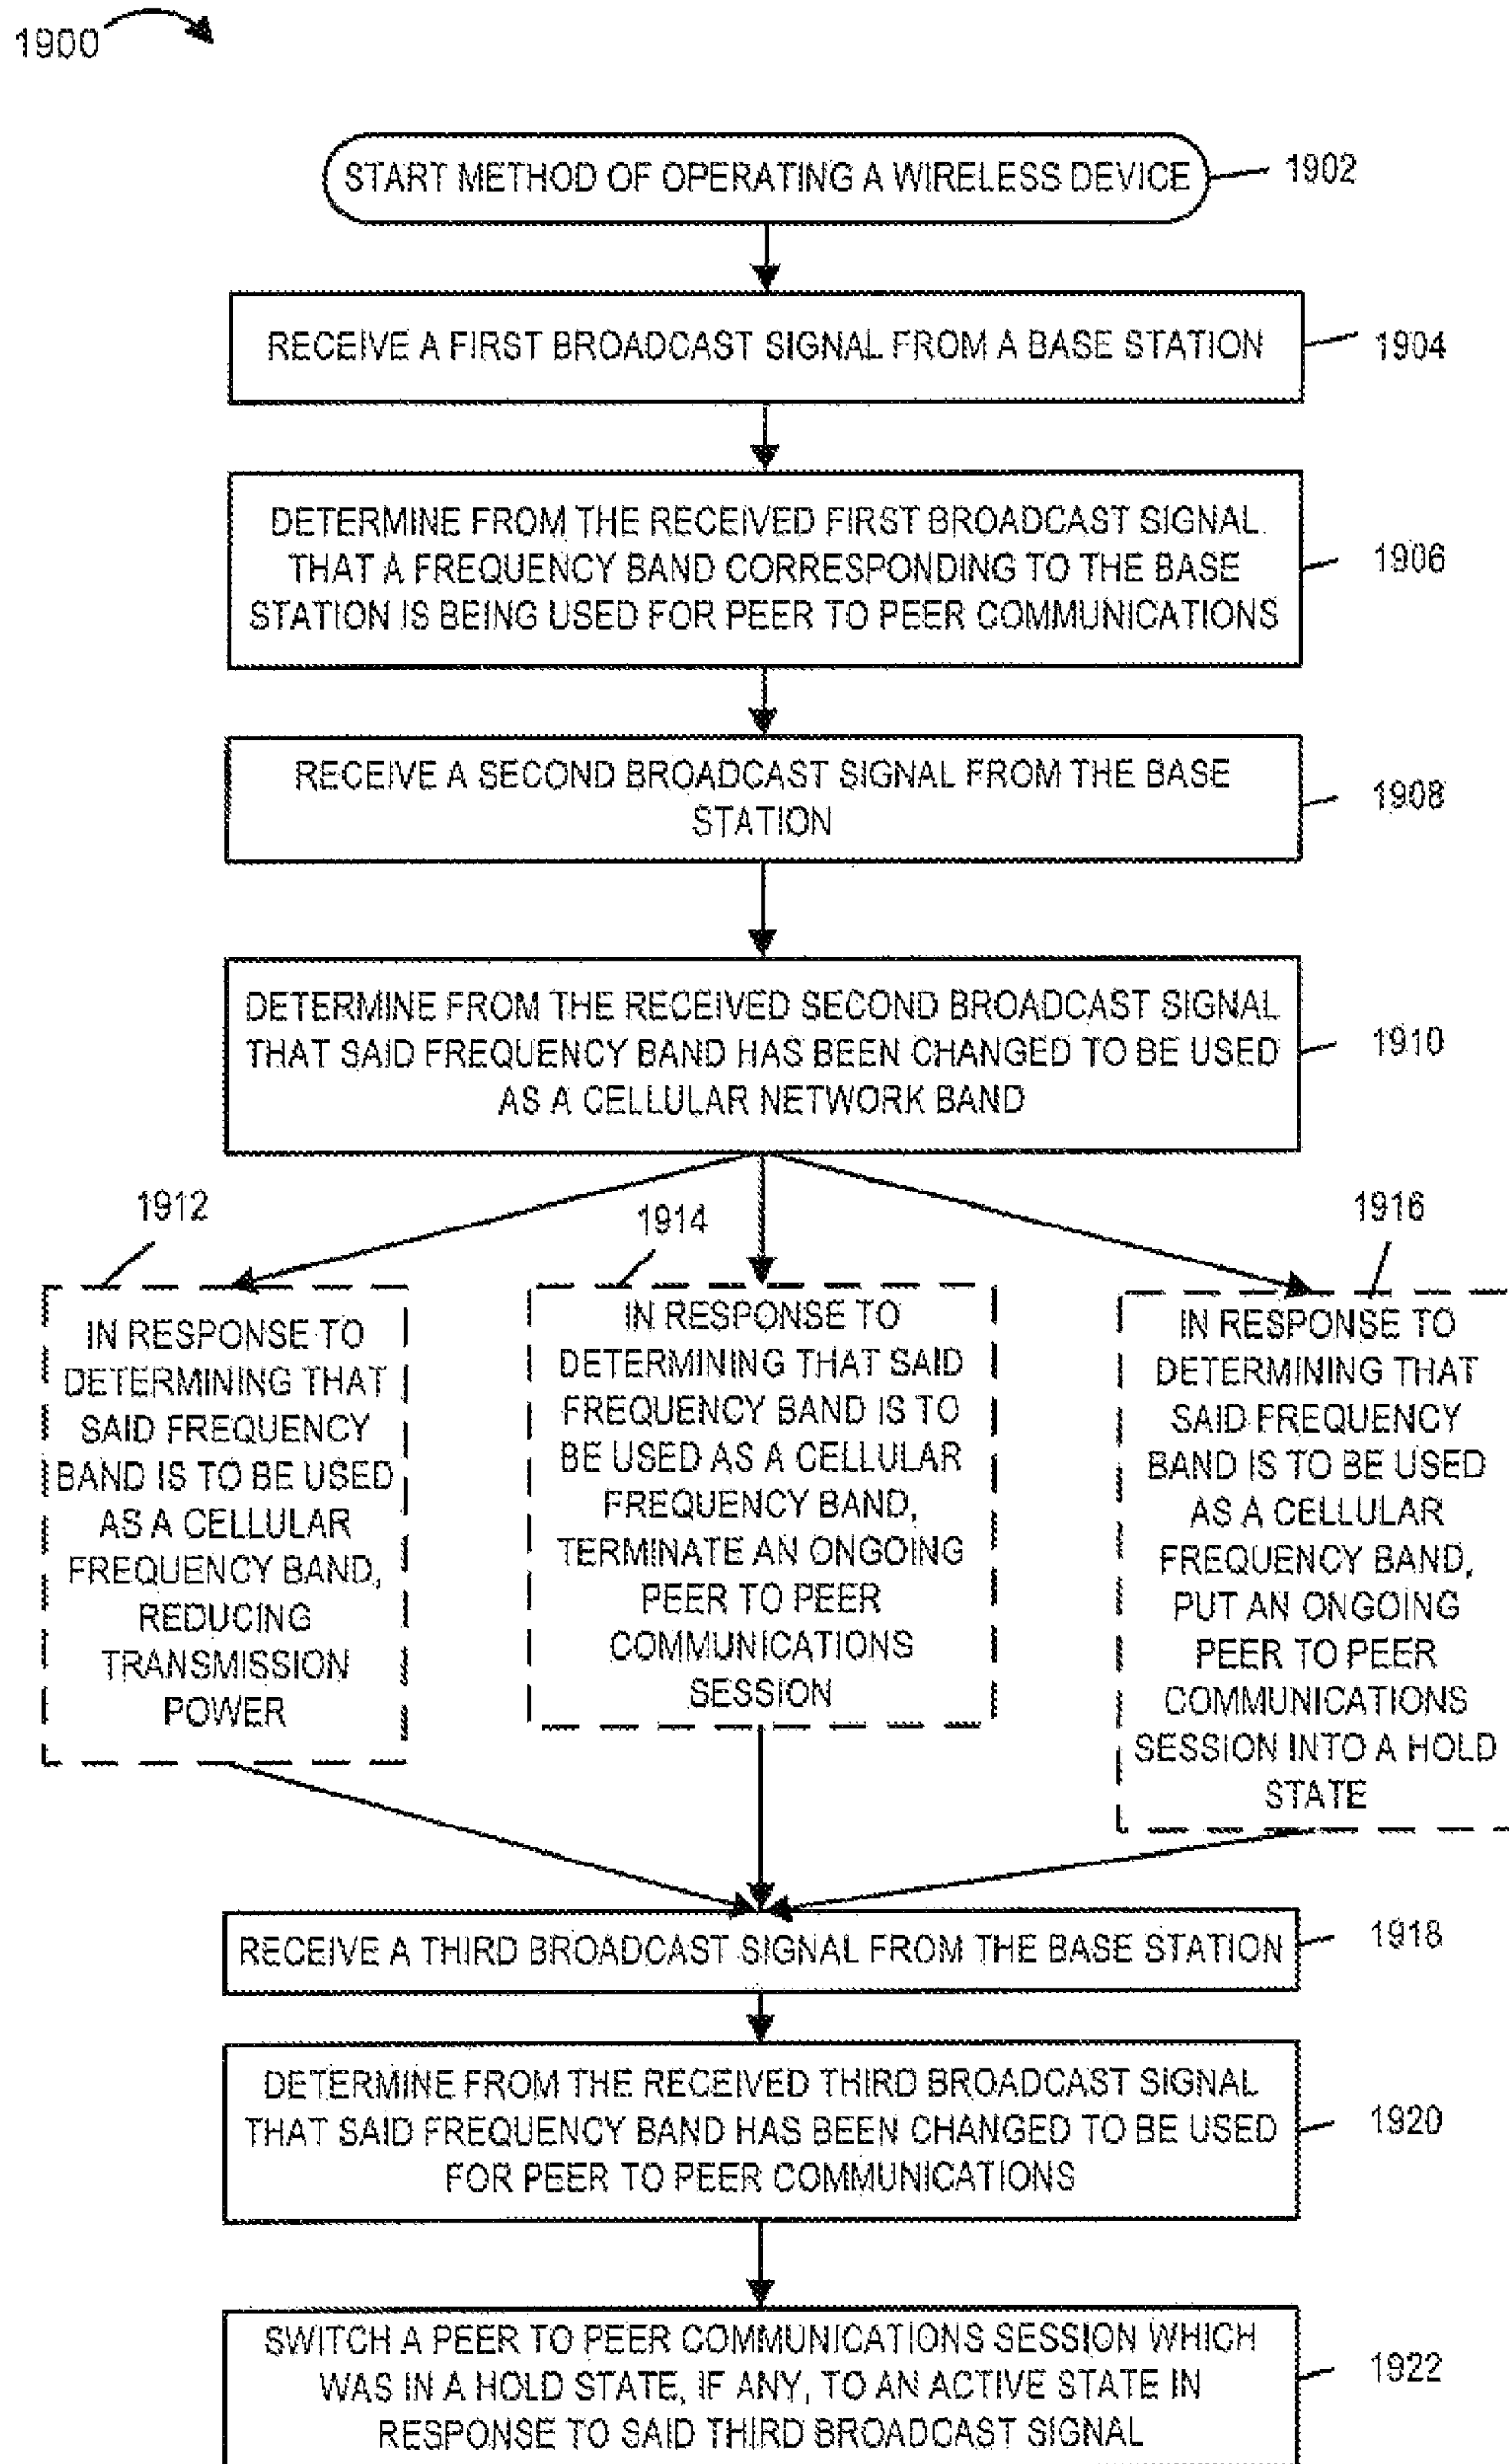 1900
START METHOD OF OPERATING A WIRELESS DEVICE
1902
RECEIVE A FIRST BROADCAST SIGNAL FROM A BASE STATION
1904
DETERMINE FROM THE RECEIVED FIRST BROADCAST SIGNAL
THAT A FREQUENCY BAND CORRESPONDING TO THE BASE
STATION IS BEING USED FOR PEER TO PEER COMMUNICATIONS
1906
RECEIVE A SECOND BROADCAST SIGNAL FROM THE BASE
STATION
1908
DETERMINE FROM THE RECEIVED SECOND BROADCAST SIGNAL
THAT SAID FREQUENCY BAND HAS BEEN CHANGED TO BE USED
AS A CELLULAR NETWORK BAND
1910
1912
IN RESPONSE TO
DETERMINING THAT
SAID FREQUENCY
BAND IS TO BE USED
AS A CELLULAR
FREQUENCY BAND,
REDUCING
TRANSMISSION
POWER
1914
IN RESPONSE TO
DETERMINING THAT SAID
FREQUENCY BAND IS TO
BE USED AS A CELLULAR
FREQUENCY BAND,
TERMINATE AN ONGOING
PEER TO PEER
COMMUNICATIONS
SESSION
1916
IN RESPONSE TO
DETERMINING THAT
SAID FREQUENCY
BAND IS TO BE USED
AS A CELLULAR
FREQUENCY BAND,
PUT AN ONGOING
PEER TO PEER
COMMUNICATIONS
SESSION INTO A HOLD
STATE
RECEIVE A THIRD BROADCAST SIGNAL FROM THE BASE STATION
1918
DETERMINE FROM THE RECEIVED THIRD BROADCAST SIGNAL
THAT SAID FREQUENCY BAND HAS BEEN CHANGED TO BE USED
FOR PEER TO PEER COMMUNICATIONS
1920
SWITCH A PEER TO PEER COMMUNICATIONS SESSION WHICH
WAS IN A HOLD STATE, IF ANY, TO AN ACTIVE STATE IN
RESPONSE TO SAID THIRD BROADCAST SIGNAL
1922